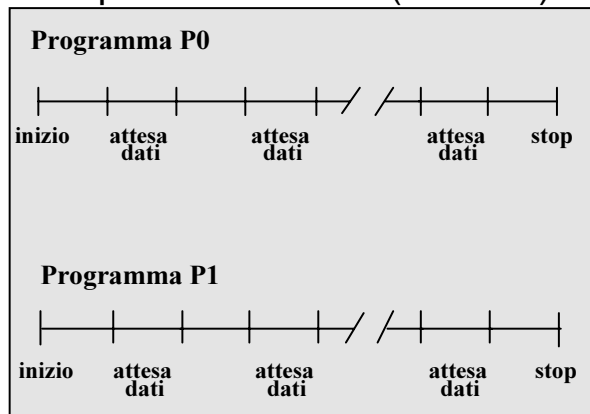 Programma P0
inizio attesa dati attesa dati attesa dati stop
Programma P1
inizio attesa dati attesa dati attesa dati stop